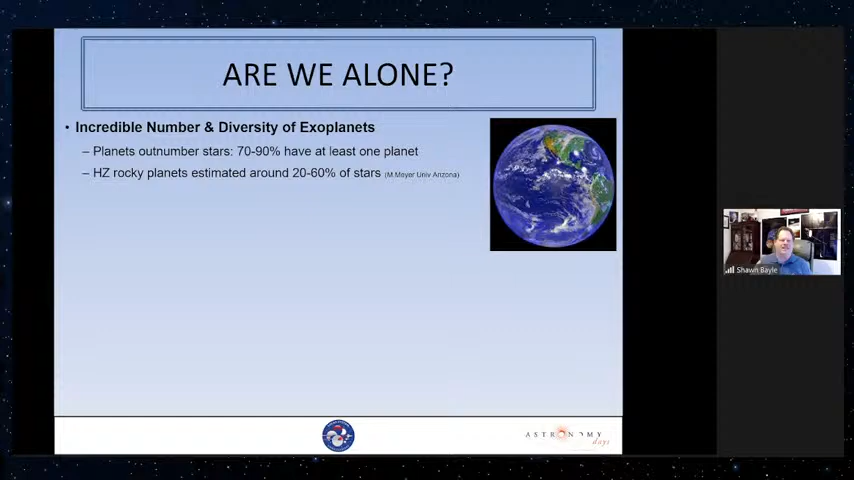 ARE WE ALONE?
• Incredible Number & Diversity of Exoplanets
– Planets outnumber stars: 70-90% have at least one planet
– HZ rocky planets estimated around 20-60% of stars (M.Meyer Univ Arizona)
Shawn Bayle
ASTRONOMY
days